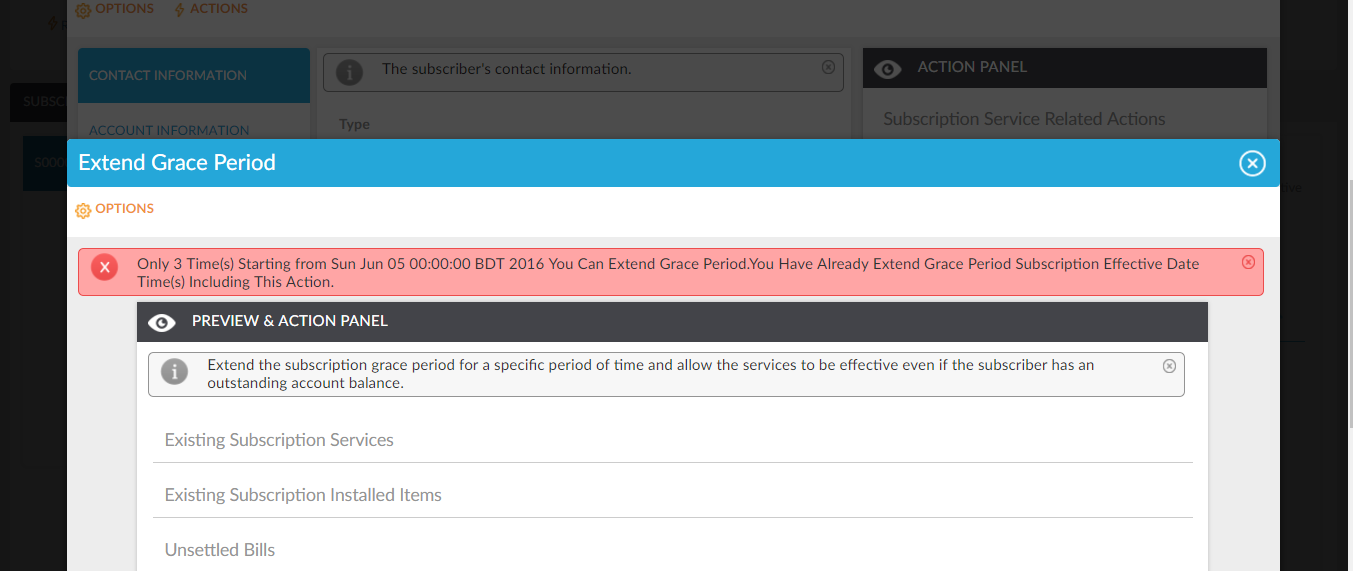 OPTIONS ACTIONS
CONTACT INFORMATION
The subscriber's contact information.
ACTION PANEL
SUBSC
ACCOUNT INFORMATION
Type
Subscription Service Related Actions
S000
Extend Grace Period
OPTIONS
Only 3 Time(s) Starting from Sun Jun 05 00:00:00 BDT 2016 You Can Extend Grace Period.You Have Already Extend Grace Period Subscription Effective Date
Time(s) Including This Action.
PREVIEW & ACTION PANEL
Extend the subscription grace period for a specific period of time and allow the services to be effective even if the subscriber has an
outstanding account balance.
Existing Subscription Services
Existing Subscription Installed Items
Unsettled Bills